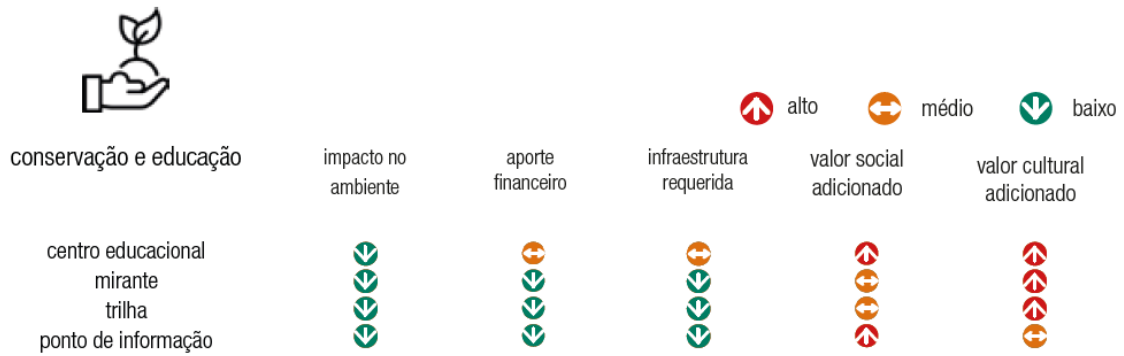 alto médio baixo
conservação e educação
impacto no
ambiente
aporte
financeiro
infraestrutura
requerida
valor social
adicionado
valor cultural
adicionado
centro educacional
mirante
trilha
ponto de informação